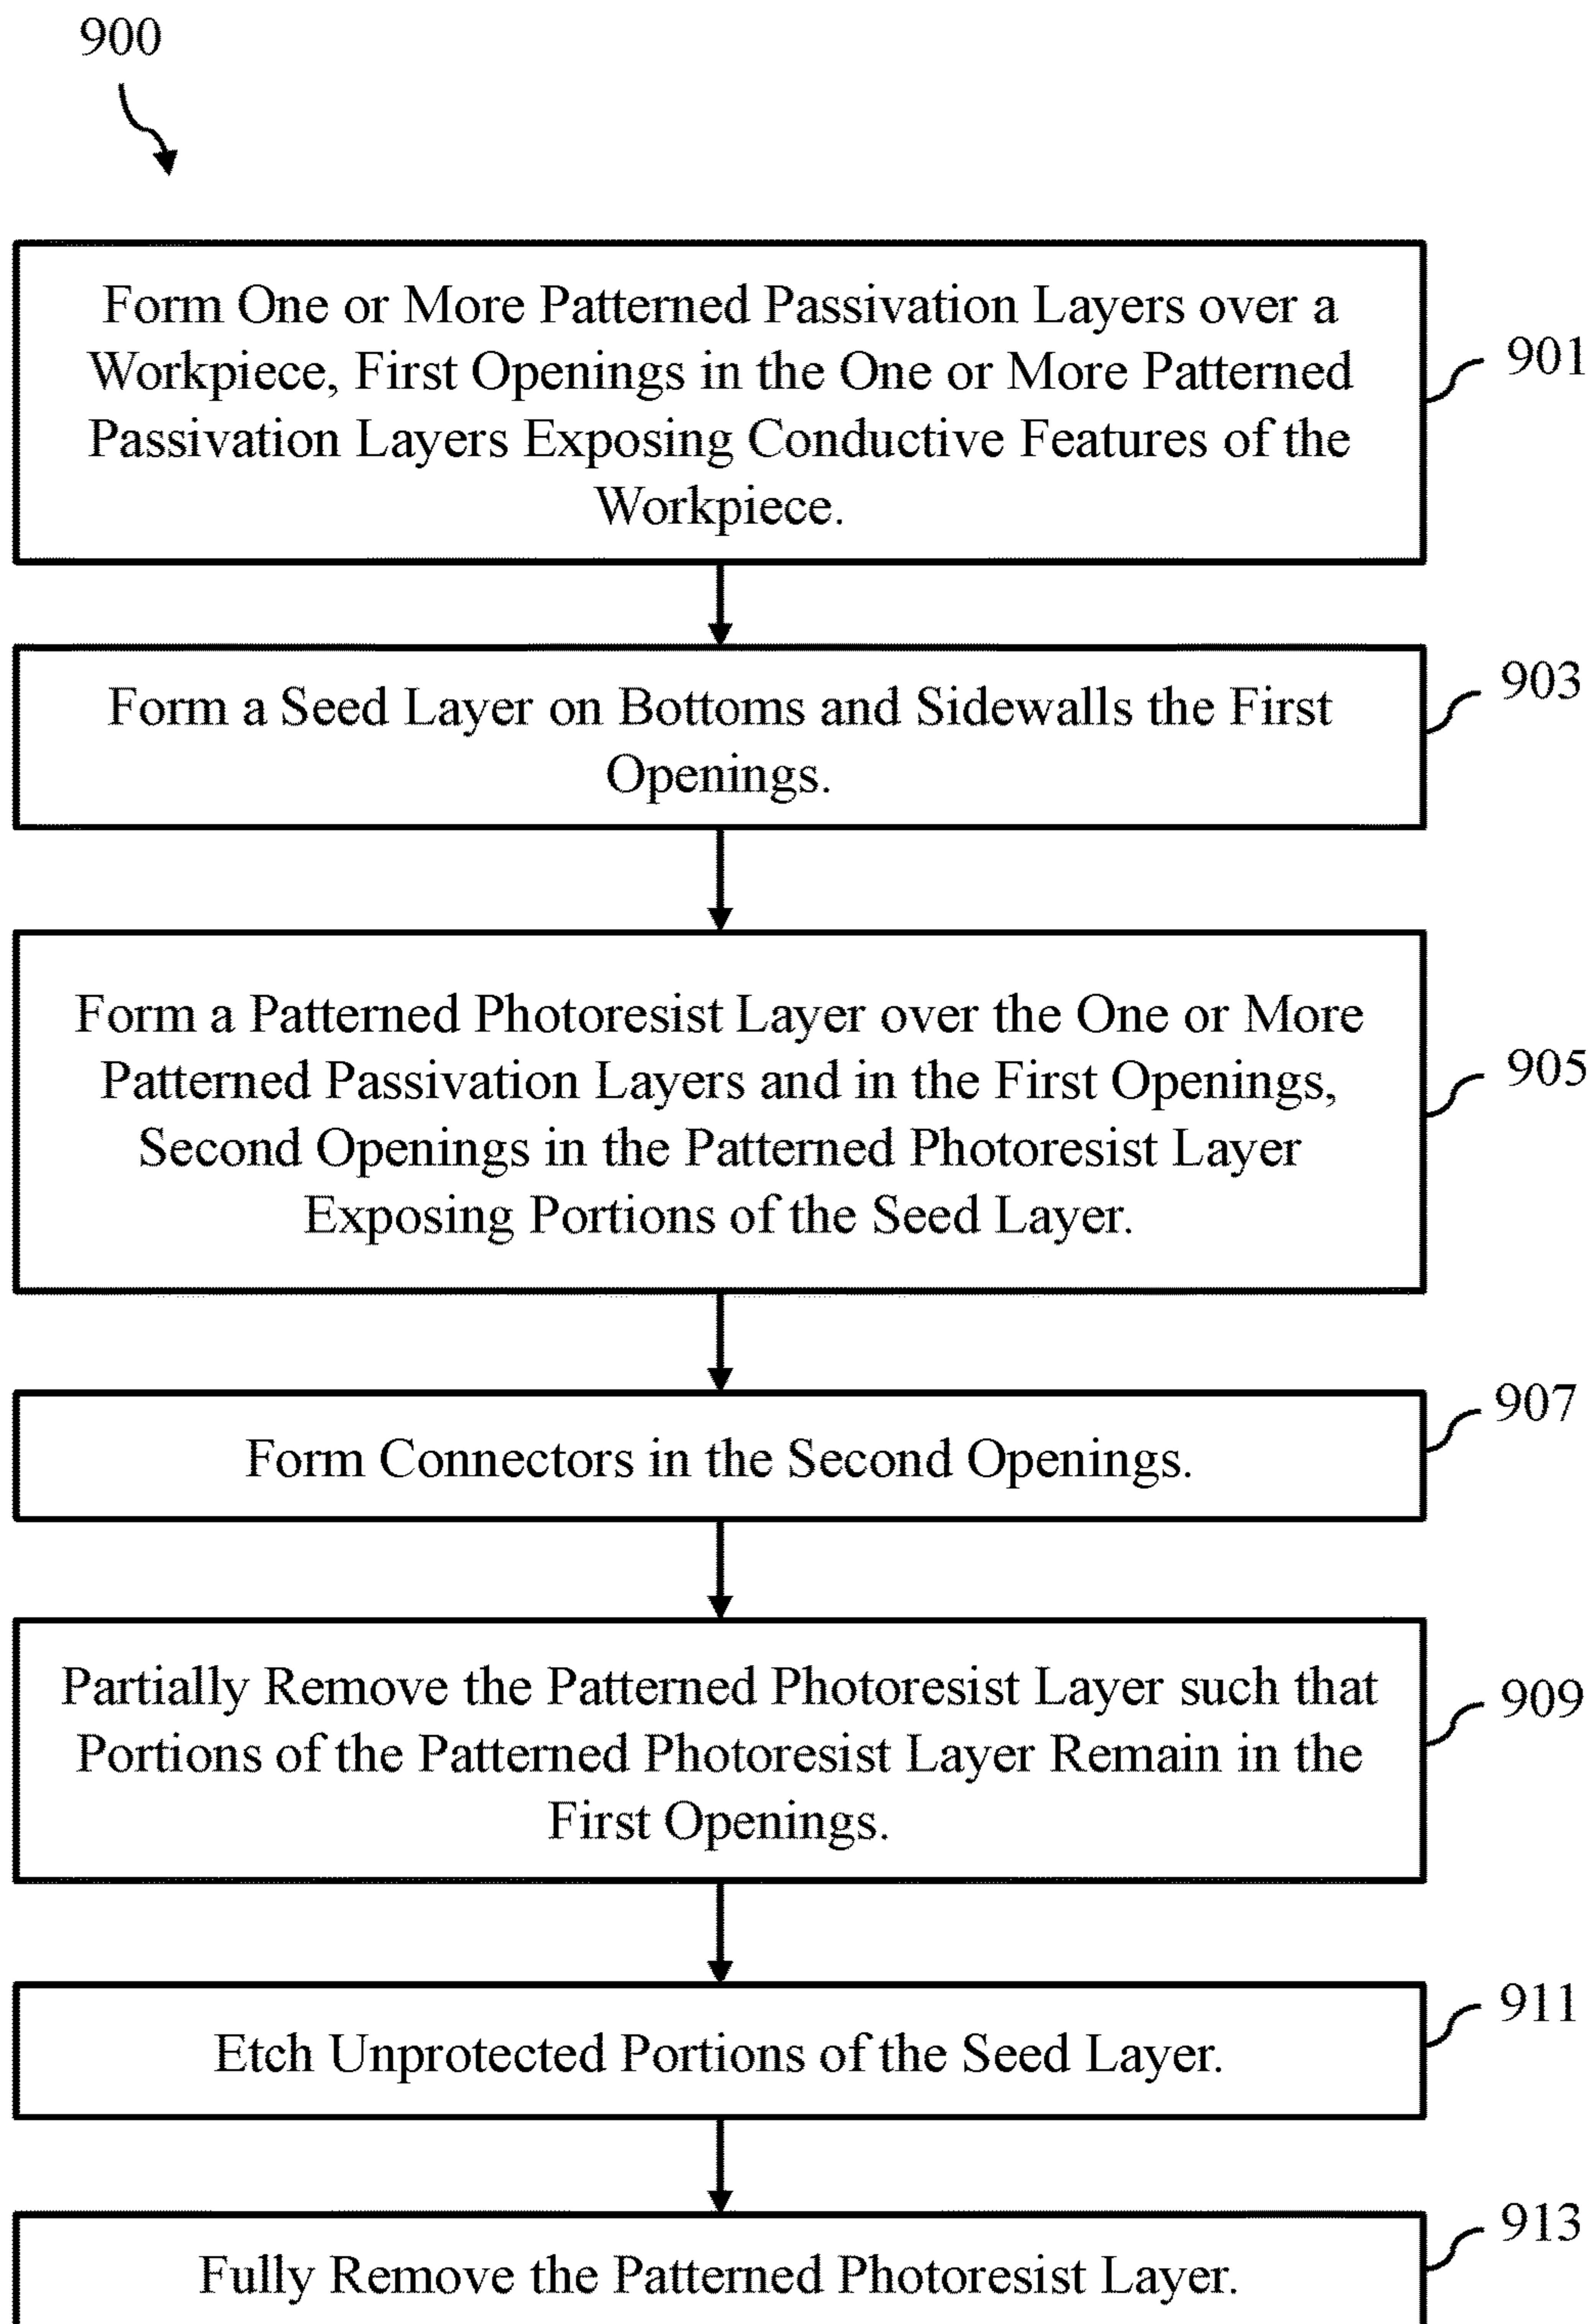 900
Form One or More Patterned Passivation Layers over a
Workpiece, First Openings in the One or More Patterned
Passivation Layers Exposing Conductive Features of the
Workpiece.
901
Form a Seed Layer on Bottoms and Sidewalls the First
Openings.
903
Form a Patterned Photoresist Layer over the One or More
Patterned Passivation Layers and in the First Openings,
Second Openings in the Patterned Photoresist Layer
Exposing Portions of the Seed Layer.
905
Form Connectors in the Second Openings.
907
Partially Remove the Patterned Photoresist Layer such that
Portions of the Patterned Photoresist Layer Remain in the
First Openings.
909
Etch Unprotected Portions of the Seed Layer.
911
Fully Remove the Patterned Photoresist Layer.
913